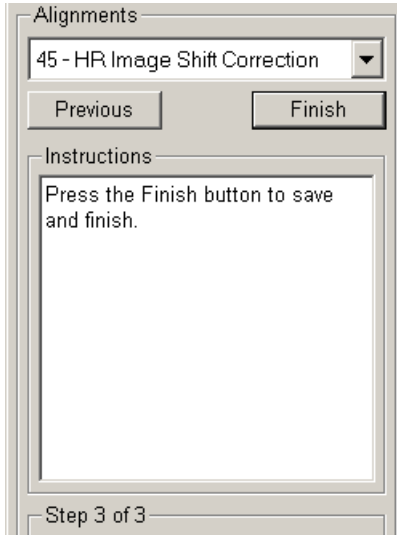 Alignments
45 - HR Image Shift Correction
Previous Finish
Instructions
Press the Finish button to save
and finish.
Step 3 of 3